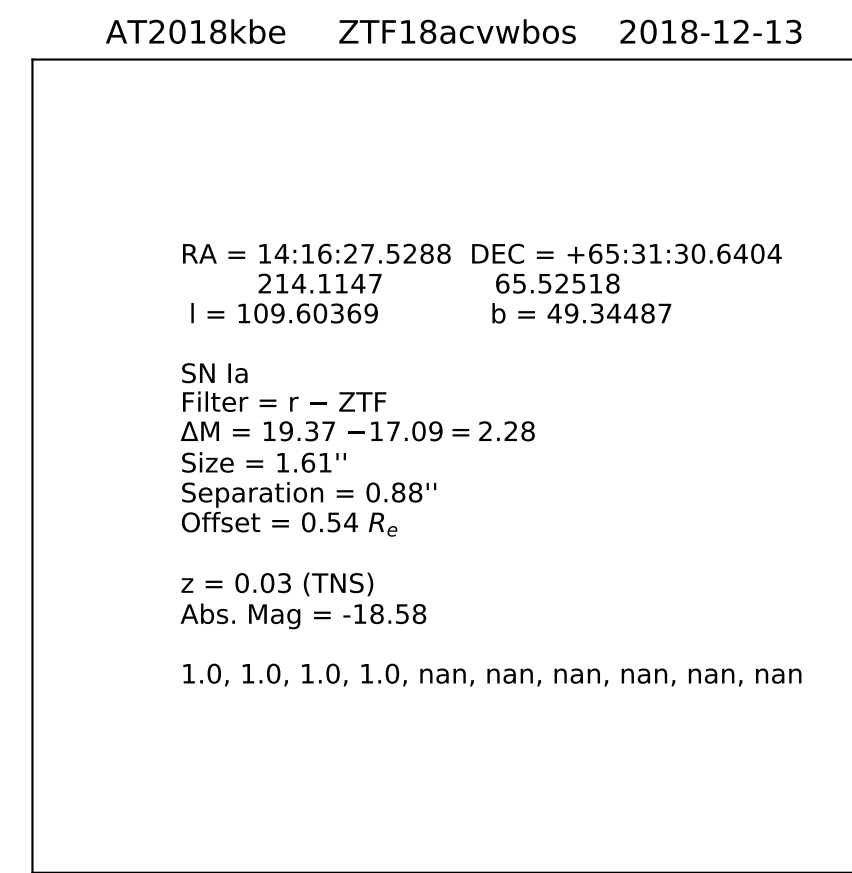 AT2018kbe ZTF18acvwbos 2018-12-13
RA = 14:16:27.5288 DEC = +65:31:30.6404
214.1147 65.52518
l = 109.60369 b = 49.34487
SN Ia
Filter = r − ZTF
ΔM = 19.37 −17.09 = 2.28
Size = 1.61''
Separation = 0.88''
Offset = 0.54 Rₑ
z = 0.03 (TNS)
Abs. Mag = -18.58
1.0, 1.0, 1.0, 1.0, nan, nan, nan, nan, nan, nan